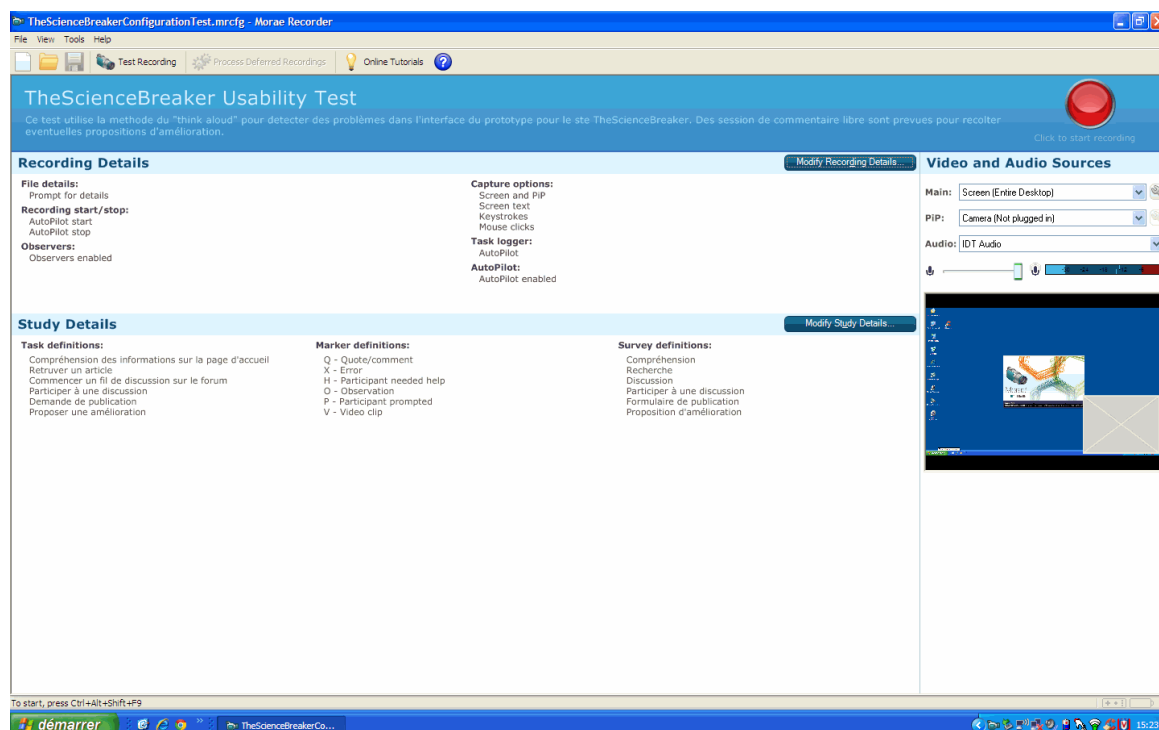 TheScienceBreakerConfigurationTest.mrcfg - Morae Recorder
File View Tools Help
Test Recording Process Deferred Recordings Online Tutorials
TheScienceBreaker Usability Test
Ce test utilise la methode du "think aloud" pour detecter des problèmes dans l'interface du prototype pour le ste TheScienceBreaker. Des session de commentaire libre sont prevues pour recolter
eventuelles propositions d'amélioration.
Click to start recording
Recording Details
Modify Recording Details...
File details:
Prompt for details
Recording start/stop:
AutoPilot start
AutoPilot stop
Observers:
Observers enabled
Capture options:
Screen and PiP
Screen text
Keystrokes
Mouse clicks
Task logger:
AutoPilot
AutoPilot:
AutoPilot enabled
Video and Audio Sources
Main: Screen (Entire Desktop)
PiP: Camera (Not plugged in)
Audio: IDT Audio
Study Details
Modify Study Details...
Task definitions:
Compréhension des informations sur la page d'accueil
Retruver un article
Commencer un fil de discussion sur le forum
Participer à une discussion
Demande de publication
Proposer une amélioration
Marker definitions:
Q - Quote/comment
X - Error
H - Participant needed help
O - Observation
P - Participant prompted
V - Video clip
Survey definitions:
Compréhension
Recherche
Discussion
Participer à une discussion
Formulaire de publication
Proposition d'amélioration
To start, press Ctrl+Alt+Shift+F9
démarrer
TheScienceBreakerCo...
15:23